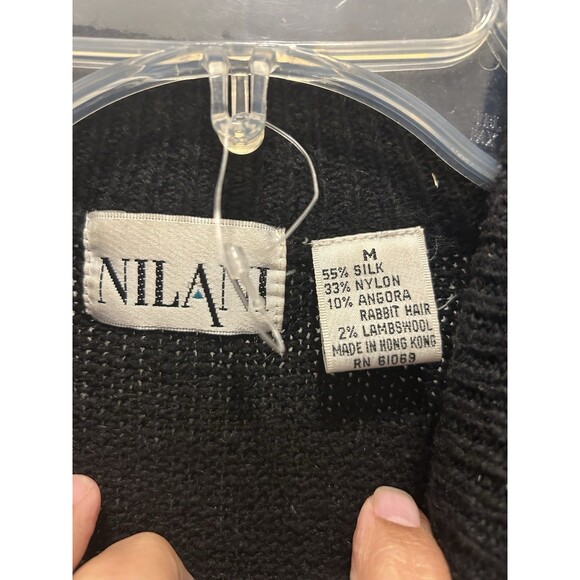 NILANI
M
55% SILK
33% NYLON
10% ANGORA
RABBIT HAIR
2% LAMBSWOOL
MADE IN HONG KONG
RN 61069